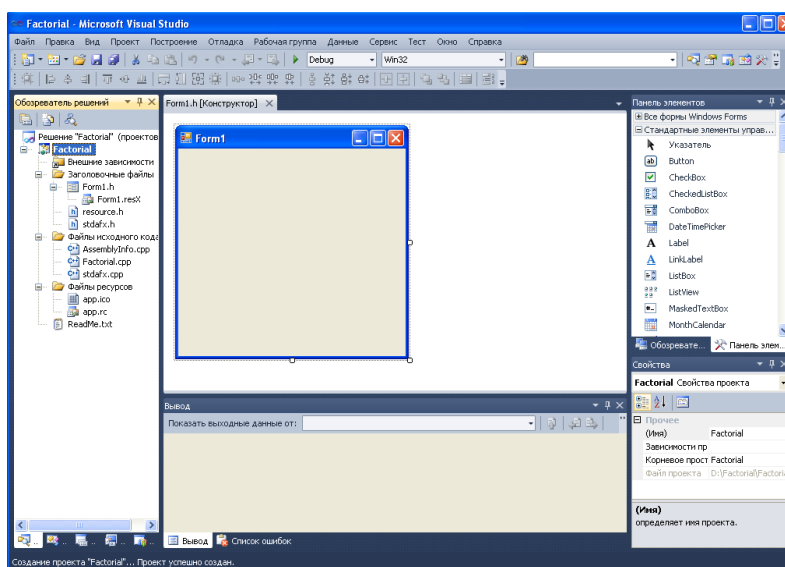 Factorial - Microsoft Visual Studio
Файл Правка Вид Проект Построение Отладка Рабочая группа Данные Сервис Тест Окно Справка
Debug Win32
Обозреватель решений
Решение "Factorial" (проектов
Factorial
Внешние зависимости
Заголовочные файлы
Form1.h
Form1.resX
resource.h
stdafx.h
Файлы исходного кода
AssemblyInfo.cpp
Factorial.cpp
stdafx.cpp
Файлы ресурсов
app.ico
app.rc
ReadMe.txt
Form1.h [Конструктор]
Form1
Вывод
Показать выходные данные от:
Вывод Список ошибок
Панель элементов
Все формы Windows Forms
Стандартные элементы управ...
Указатель
Button
CheckBox
CheckedListBox
ComboBox
DateTimePicker
Label
LinkLabel
ListBox
ListView
MaskedTextBox
MonthCalendar
Обозревате... Панель элем...
Свойства
Factorial Свойства проекта
Прочее
(Имя) Factorial
Зависимости пр
Корневое прост Factorial
Файл проекта D:\Factorial\Factori
(Имя)
определяет имя проекта.
Создание проекта "Factorial"... Проект успешно создан.